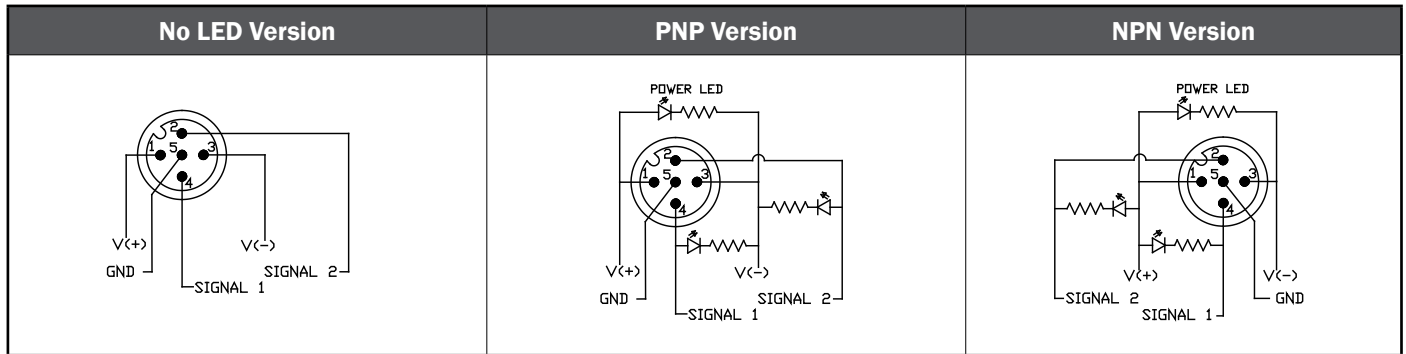 No LED Version
PNP Version
NPN Version
2
1
5
3
4
V(+)
V(-)
GND
SIGNAL 2
SIGNAL 1
POWER LED
2
1
5
3
4
V(+)
V(-)
GND
SIGNAL 2
SIGNAL 1
POWER LED
2
1
5
3
4
V(+)
V(-)
SIGNAL 2
GND
SIGNAL 1